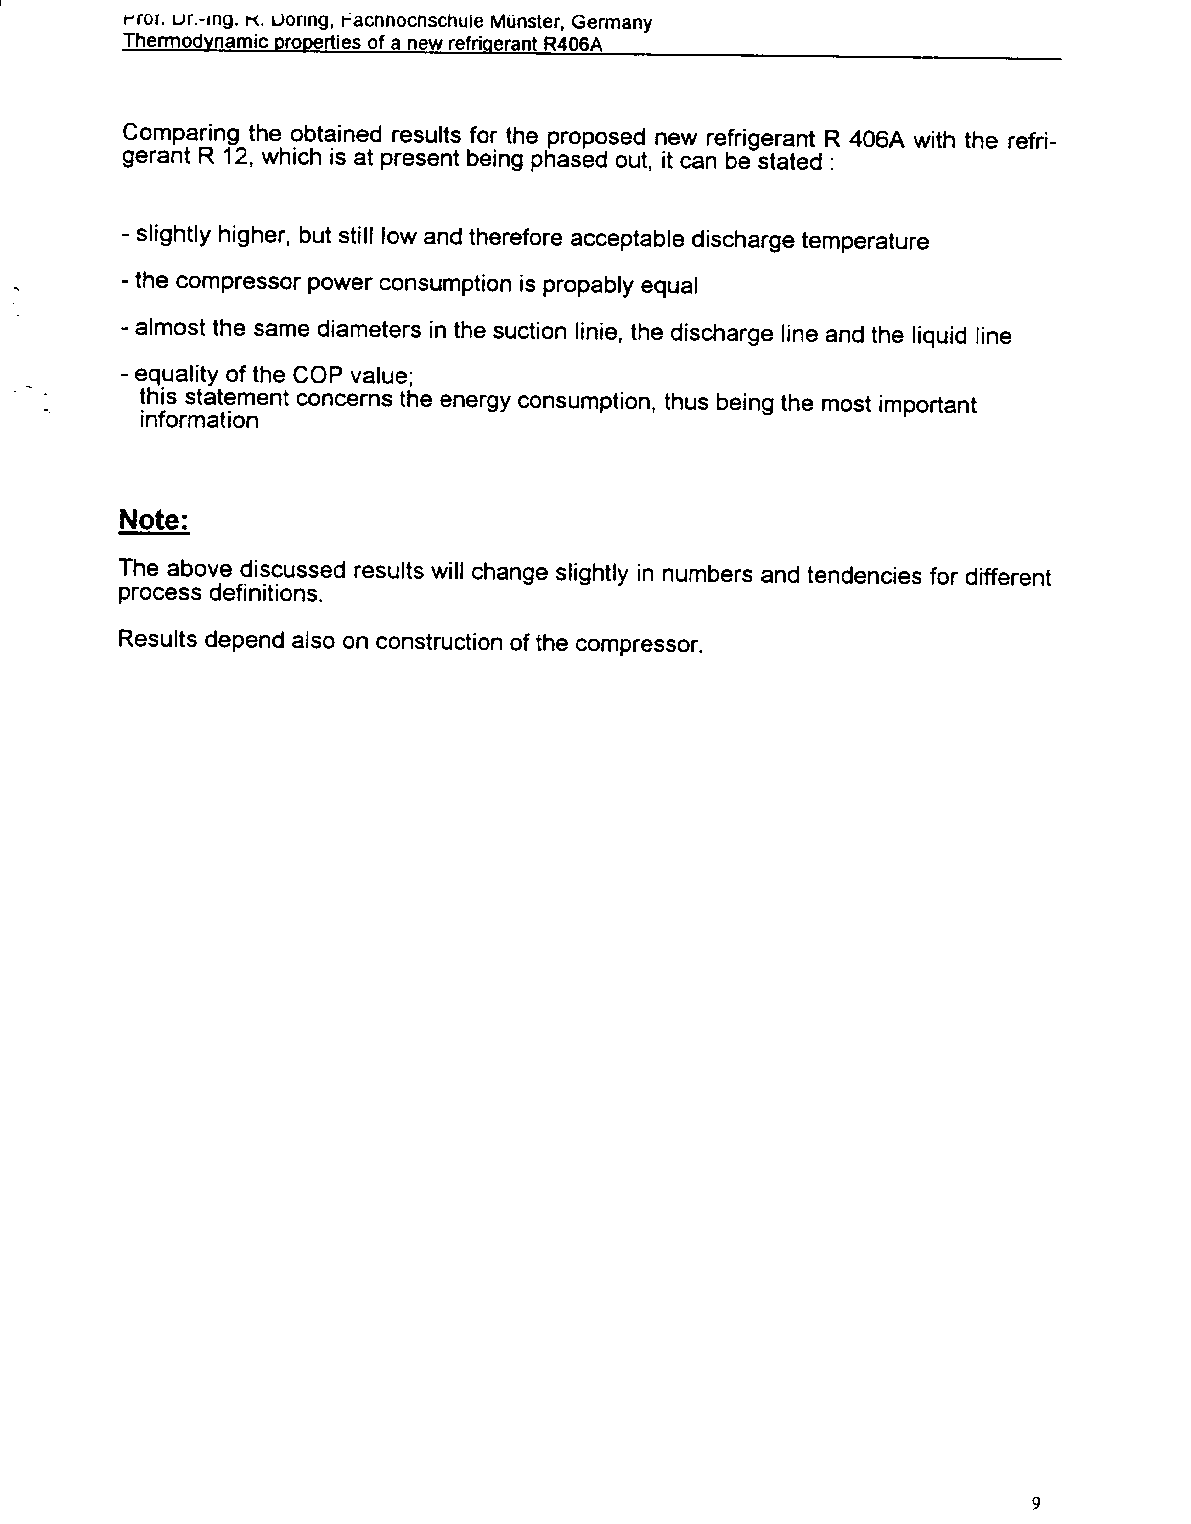 Prof. Dr.-Ing. R. Döring, Fachhochschule Münster, Germany
Thermodynamic properties of a new refrigerant R406A
Comparing the obtained results for the proposed new refrigerant R 406A with the refri-
gerant R 12, which is at present being phased out, it can be stated :
- slightly higher, but still low and therefore acceptable discharge temperature
- the compressor power consumption is propably equal
- almost the same diameters in the suction linie, the discharge line and the liquid line
- equality of the COP value;
this statement concerns the energy consumption, thus being the most important
information
Note:
The above discussed results will change slightly in numbers and tendencies for different
process definitions.
Results depend also on construction of the compressor.
9